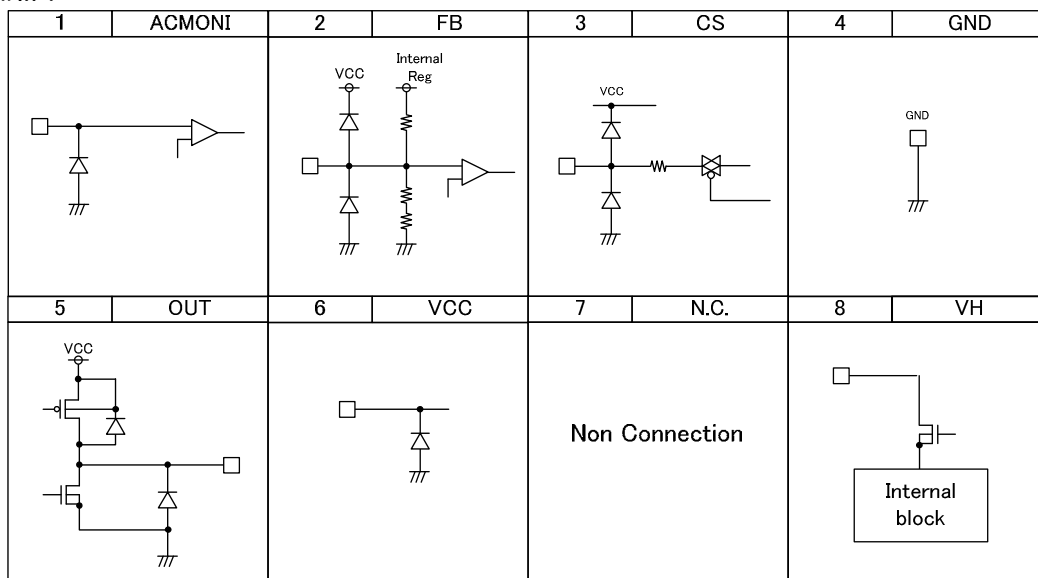 1 ACMONI 2 FB 3 CS 4 GND
VCC
Internal
Reg
VCC
GND
5 OUT 6 VCC 7 N.C. 8 VH
VCC
Non Connection
Internal
block